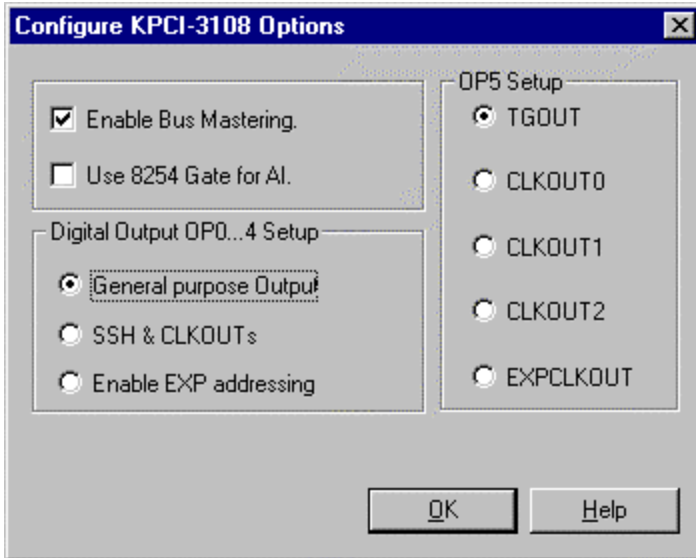 Configure KPCI-3108 Options
Enable Bus Mastering.
Use 8254 Gate for AI.
Digital Output OP0...4 Setup
General purpose Output
SSH & CLKOUTs
Enable EXP addressing
OP5 Setup
TGOUT
CLKOUT0
CLKOUT1
CLKOUT2
EXPCLKOUT
OK
Help